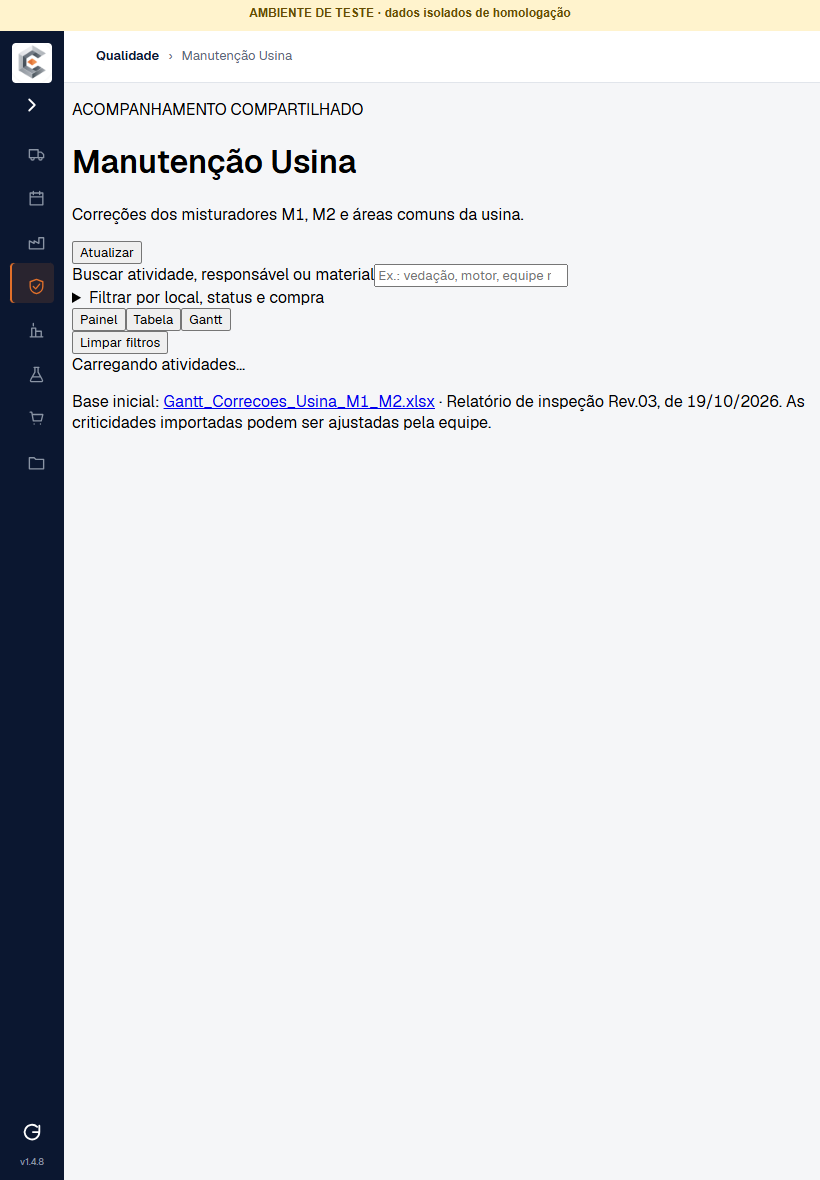 AMBIENTE DE TESTE · dados isolados de homologação
Qualidade › Manutenção Usina
ACOMPANHAMENTO COMPARTILHADO
Manutenção Usina
Correções dos misturadores M1, M2 e áreas comuns da usina.
Atualizar
Buscar atividade, responsável ou material Ex.: vedação, motor, equipe r
Filtrar por local, status e compra
Painel Tabela Gantt
Limpar filtros
Carregando atividades...
Base inicial: Gantt_Correcoes_Usina_M1_M2.xlsx · Relatório de inspeção Rev.03, de 19/10/2026. As
criticidades importadas podem ser ajustadas pela equipe.
v1.4.8